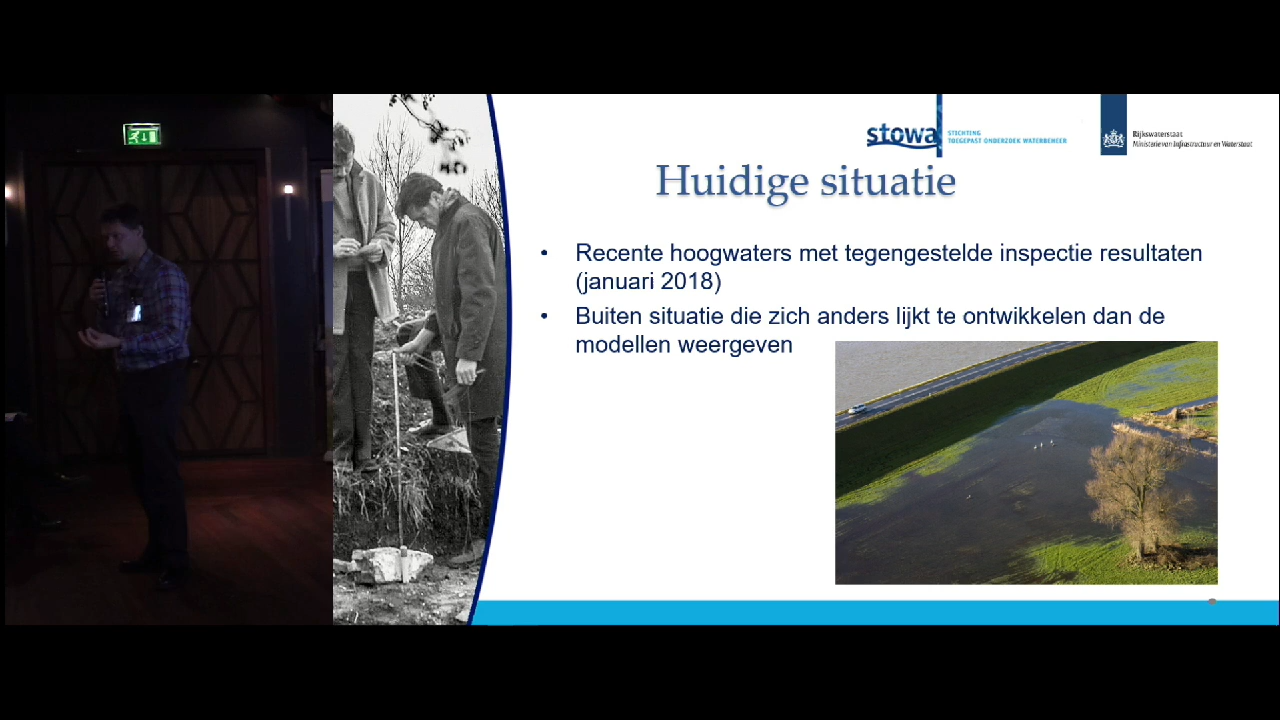 stowa
STICHTING
TOEGEPAST ONDERZOEK WATERBEHEER
Rijkswaterstaat
Ministerie van Infrastructuur en Waterstaat
Huidige situatie
• Recente hoogwaters met tegengestelde inspectie resultaten
(januari 2018)
• Buiten situatie die zich anders lijkt te ontwikkelen dan de
modellen weergeven